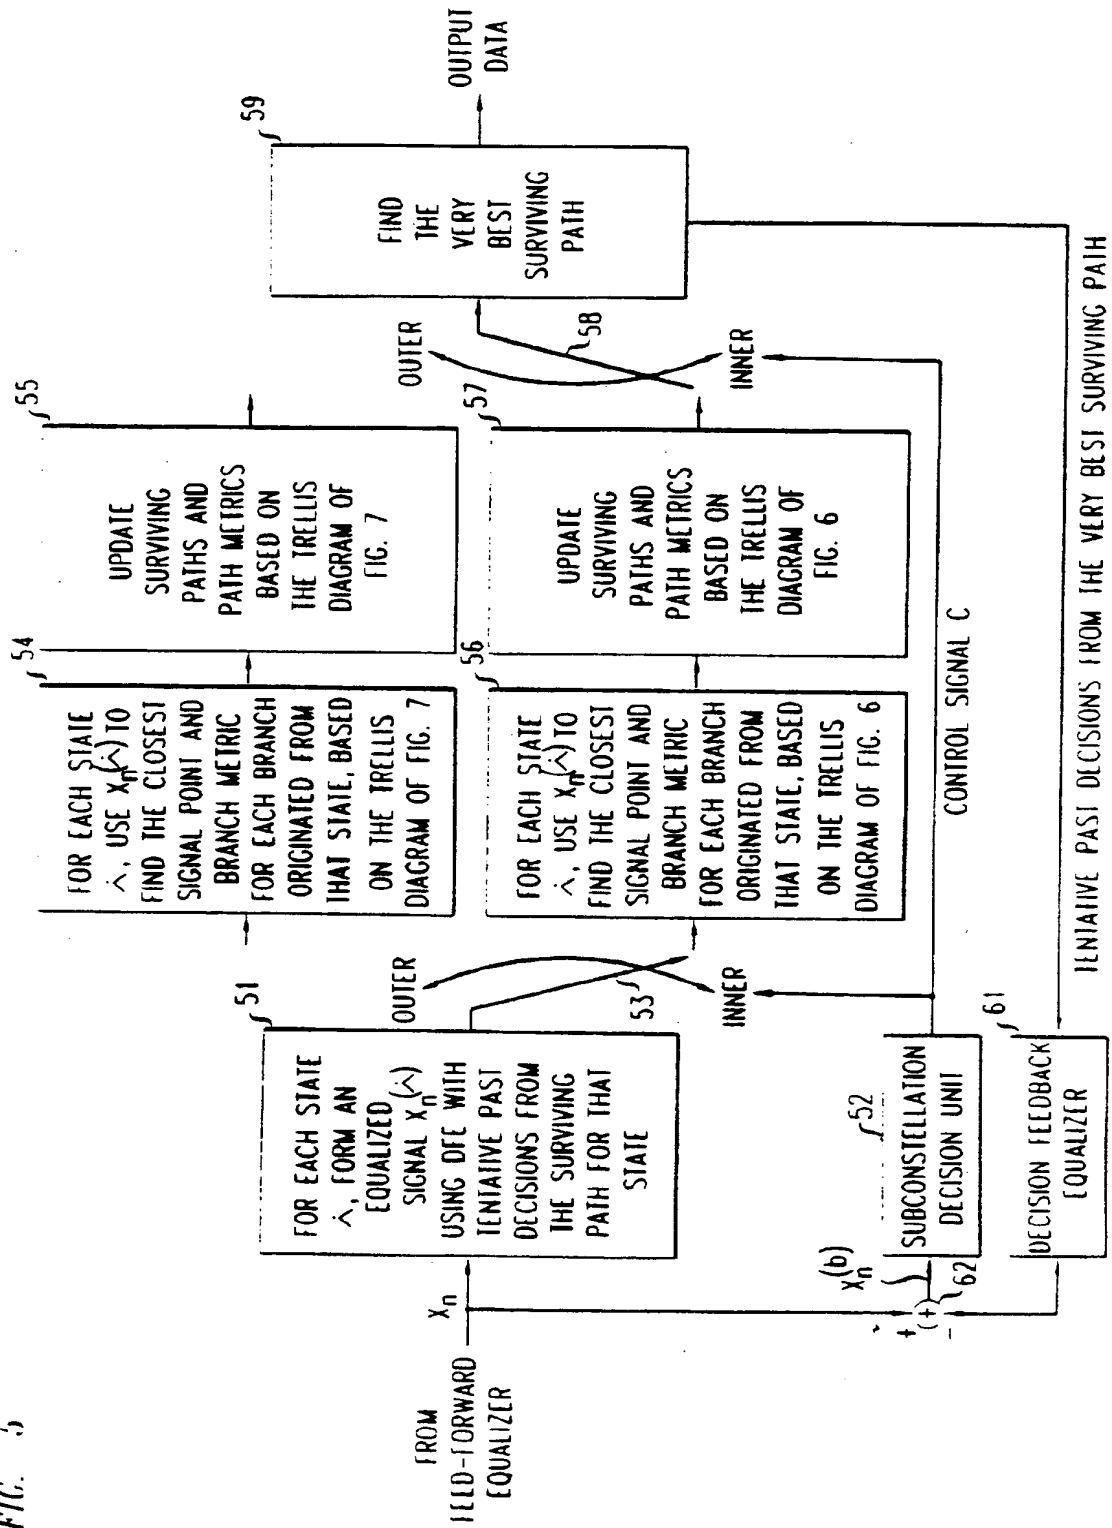 FIG. 5
FROM
FEED-FORWARD
EQUALIZER
Xn
51
FOR EACH STATE
i, FORM AN
EQUALIZED
SIGNAL Xn(i)
USING DFE WITH
TENTATIVE PAST
DECISIONS FROM
THE SURVIVING
PATH FOR THAT
STATE
OUTER
53
INNER
54
FOR EACH STATE
i, USE Xn(i) TO
FIND THE CLOSEST
SIGNAL POINT AND
BRANCH METRIC
FOR EACH BRANCH
ORIGINATED FROM
THAT STATE, BASED
ON THE TRELLIS
DIAGRAM OF FIG. 7
55
UPDATE
SURVIVING
PATHS AND
PATH METRICS
BASED ON
THE TRELLIS
DIAGRAM OF
FIG. 7
56
FOR EACH STATE
i, USE Xn(i) TO
FIND THE CLOSEST
SIGNAL POINT AND
BRANCH METRIC
FOR EACH BRANCH
ORIGINATED FROM
THAT STATE, BASED
ON THE TRELLIS
DIAGRAM OF FIG. 6
57
UPDATE
SURVIVING
PATHS AND
PATH METRICS
BASED ON
THE TRELLIS
DIAGRAM OF
FIG. 6
OUTER
58
INNER
59
FIND
THE
VERY
BEST
SURVIVING
PATH
OUTPUT
DATA
+
(+)
-
62
Xn(b)
52
SUBCONSTELLATION
DECISION UNIT
CONTROL SIGNAL C
61
DECISION FEEDBACK
EQUALIZER
TENTATIVE PAST DECISIONS FROM THE VERY BEST SURVIVING PATH